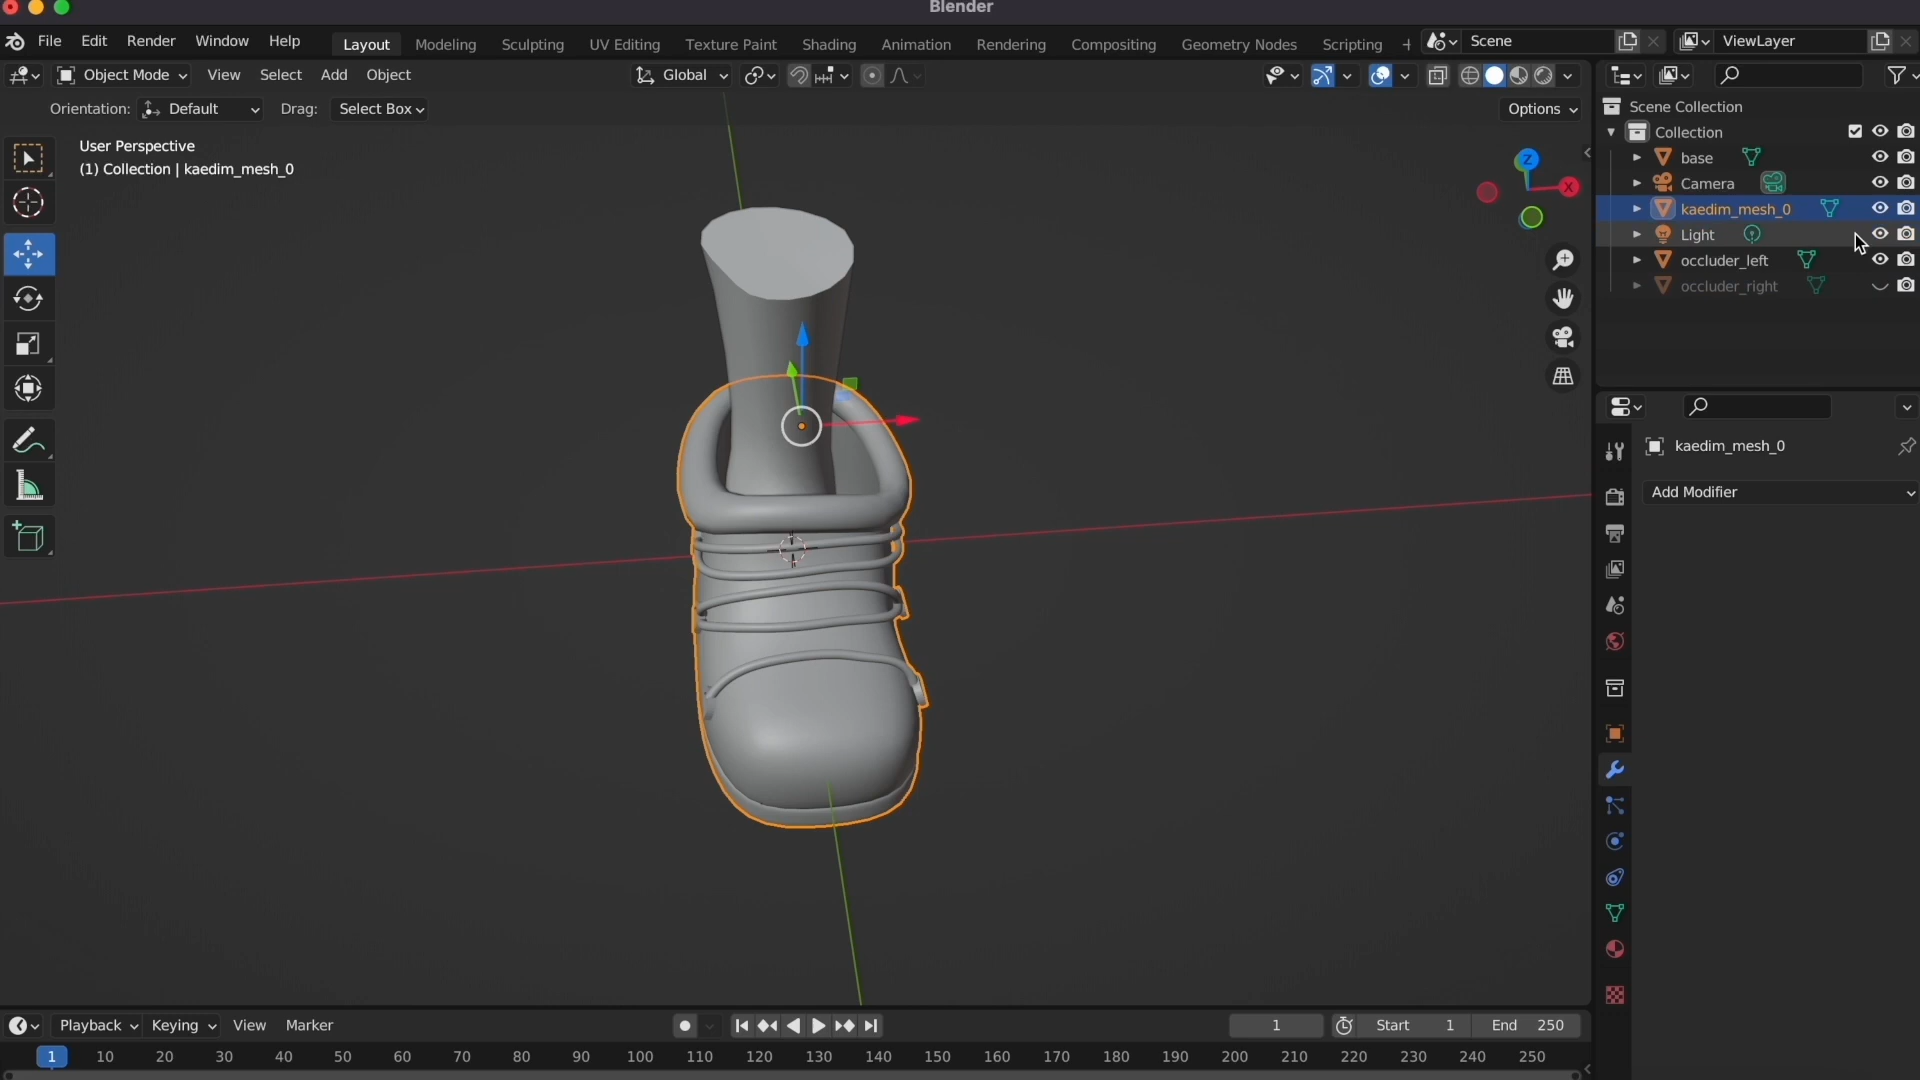 Blender
File Edit Render Window Help Layout Modeling Sculpting UV Editing Texture Paint Shading Animation Rendering Compositing Geometry Nodes Scripting + Scene ViewLayer
Object Mode View Select Add Object Global
Orientation: Default Drag: Select Box Options
User Perspective
(1) Collection | kaedim_mesh_0
Z
X
Scene Collection
Collection
base
Camera
kaedim_mesh_0
Light
occluder_left
occluder_right
kaedim_mesh_0
Add Modifier
Playback Keying View Marker 1 Start 1 End 250
1 10 20 30 40 50 60 70 80 90 100 110 120 130 140 150 160 170 180 190 200 210 220 230 240 250